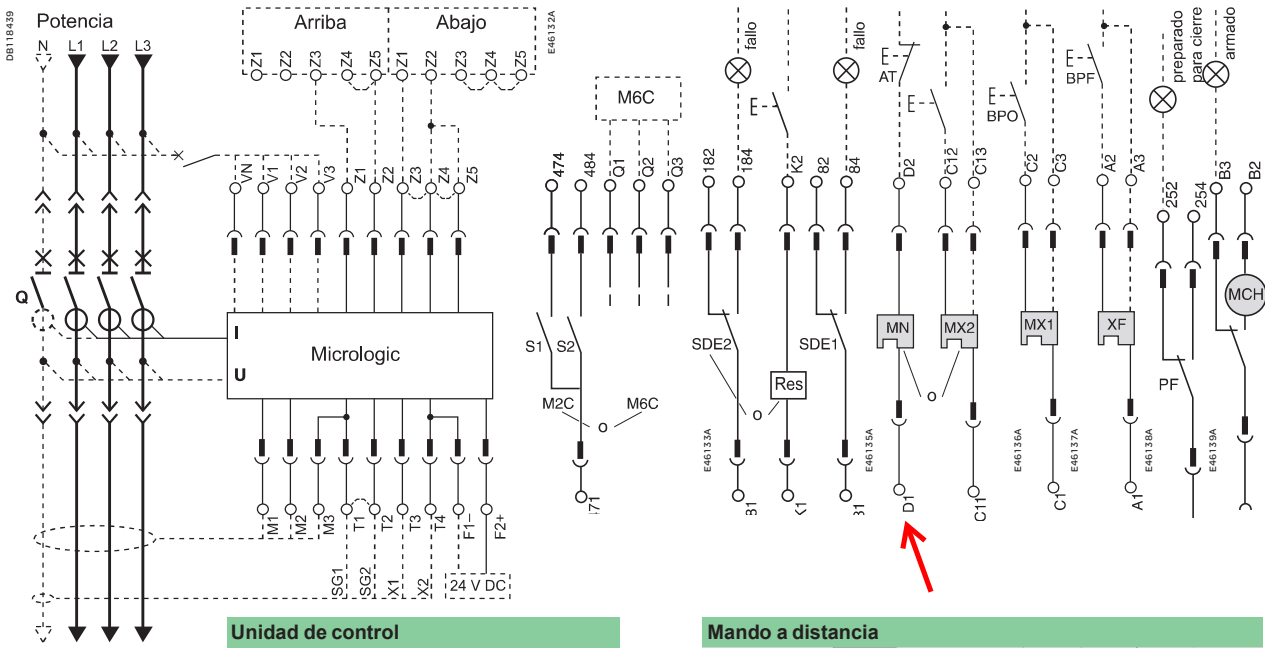 DB118439
Potencia
N L1 L2 L3
Arriba Abajo
E46132A
Z1 Z2 Z3 Z4 Z5 Z1 Z2 Z3 Z4 Z5
M6C
fallo
fallo
AT
BPO
BPF
preparado
para cierre
armado
VN V1 V2 V3 Z1 Z2 Z3 Z4 Z5
474 484 Q1 Q2 Q3
182 184 K2 82 84 D2 C12 C13 C2 C3 A2 A3 252 254 B3 B2
Q
I
Micrologic
U
S1 S2
M2C o M6C
SDE2
Res
o
SDE1
MN MX2
o
MX1
XF
PF
MCH
E46133A
E46135A
E46136A
E46137A
E46138A
E46139A
M1 M2 M3 T1 T2 T3 T4 F1– F2+
D1 C11 C1 A1
SG1 SG2 X1 X2
24 V DC
Unidad de control
Mando a distancia